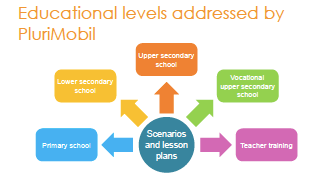 Educational levels addressed by
PluriMobil
Upper secondary
school
Lower secondary
school
Vocational
upper secondary
school
Primary school
Scenarios
and lesson
plans
Teacher training